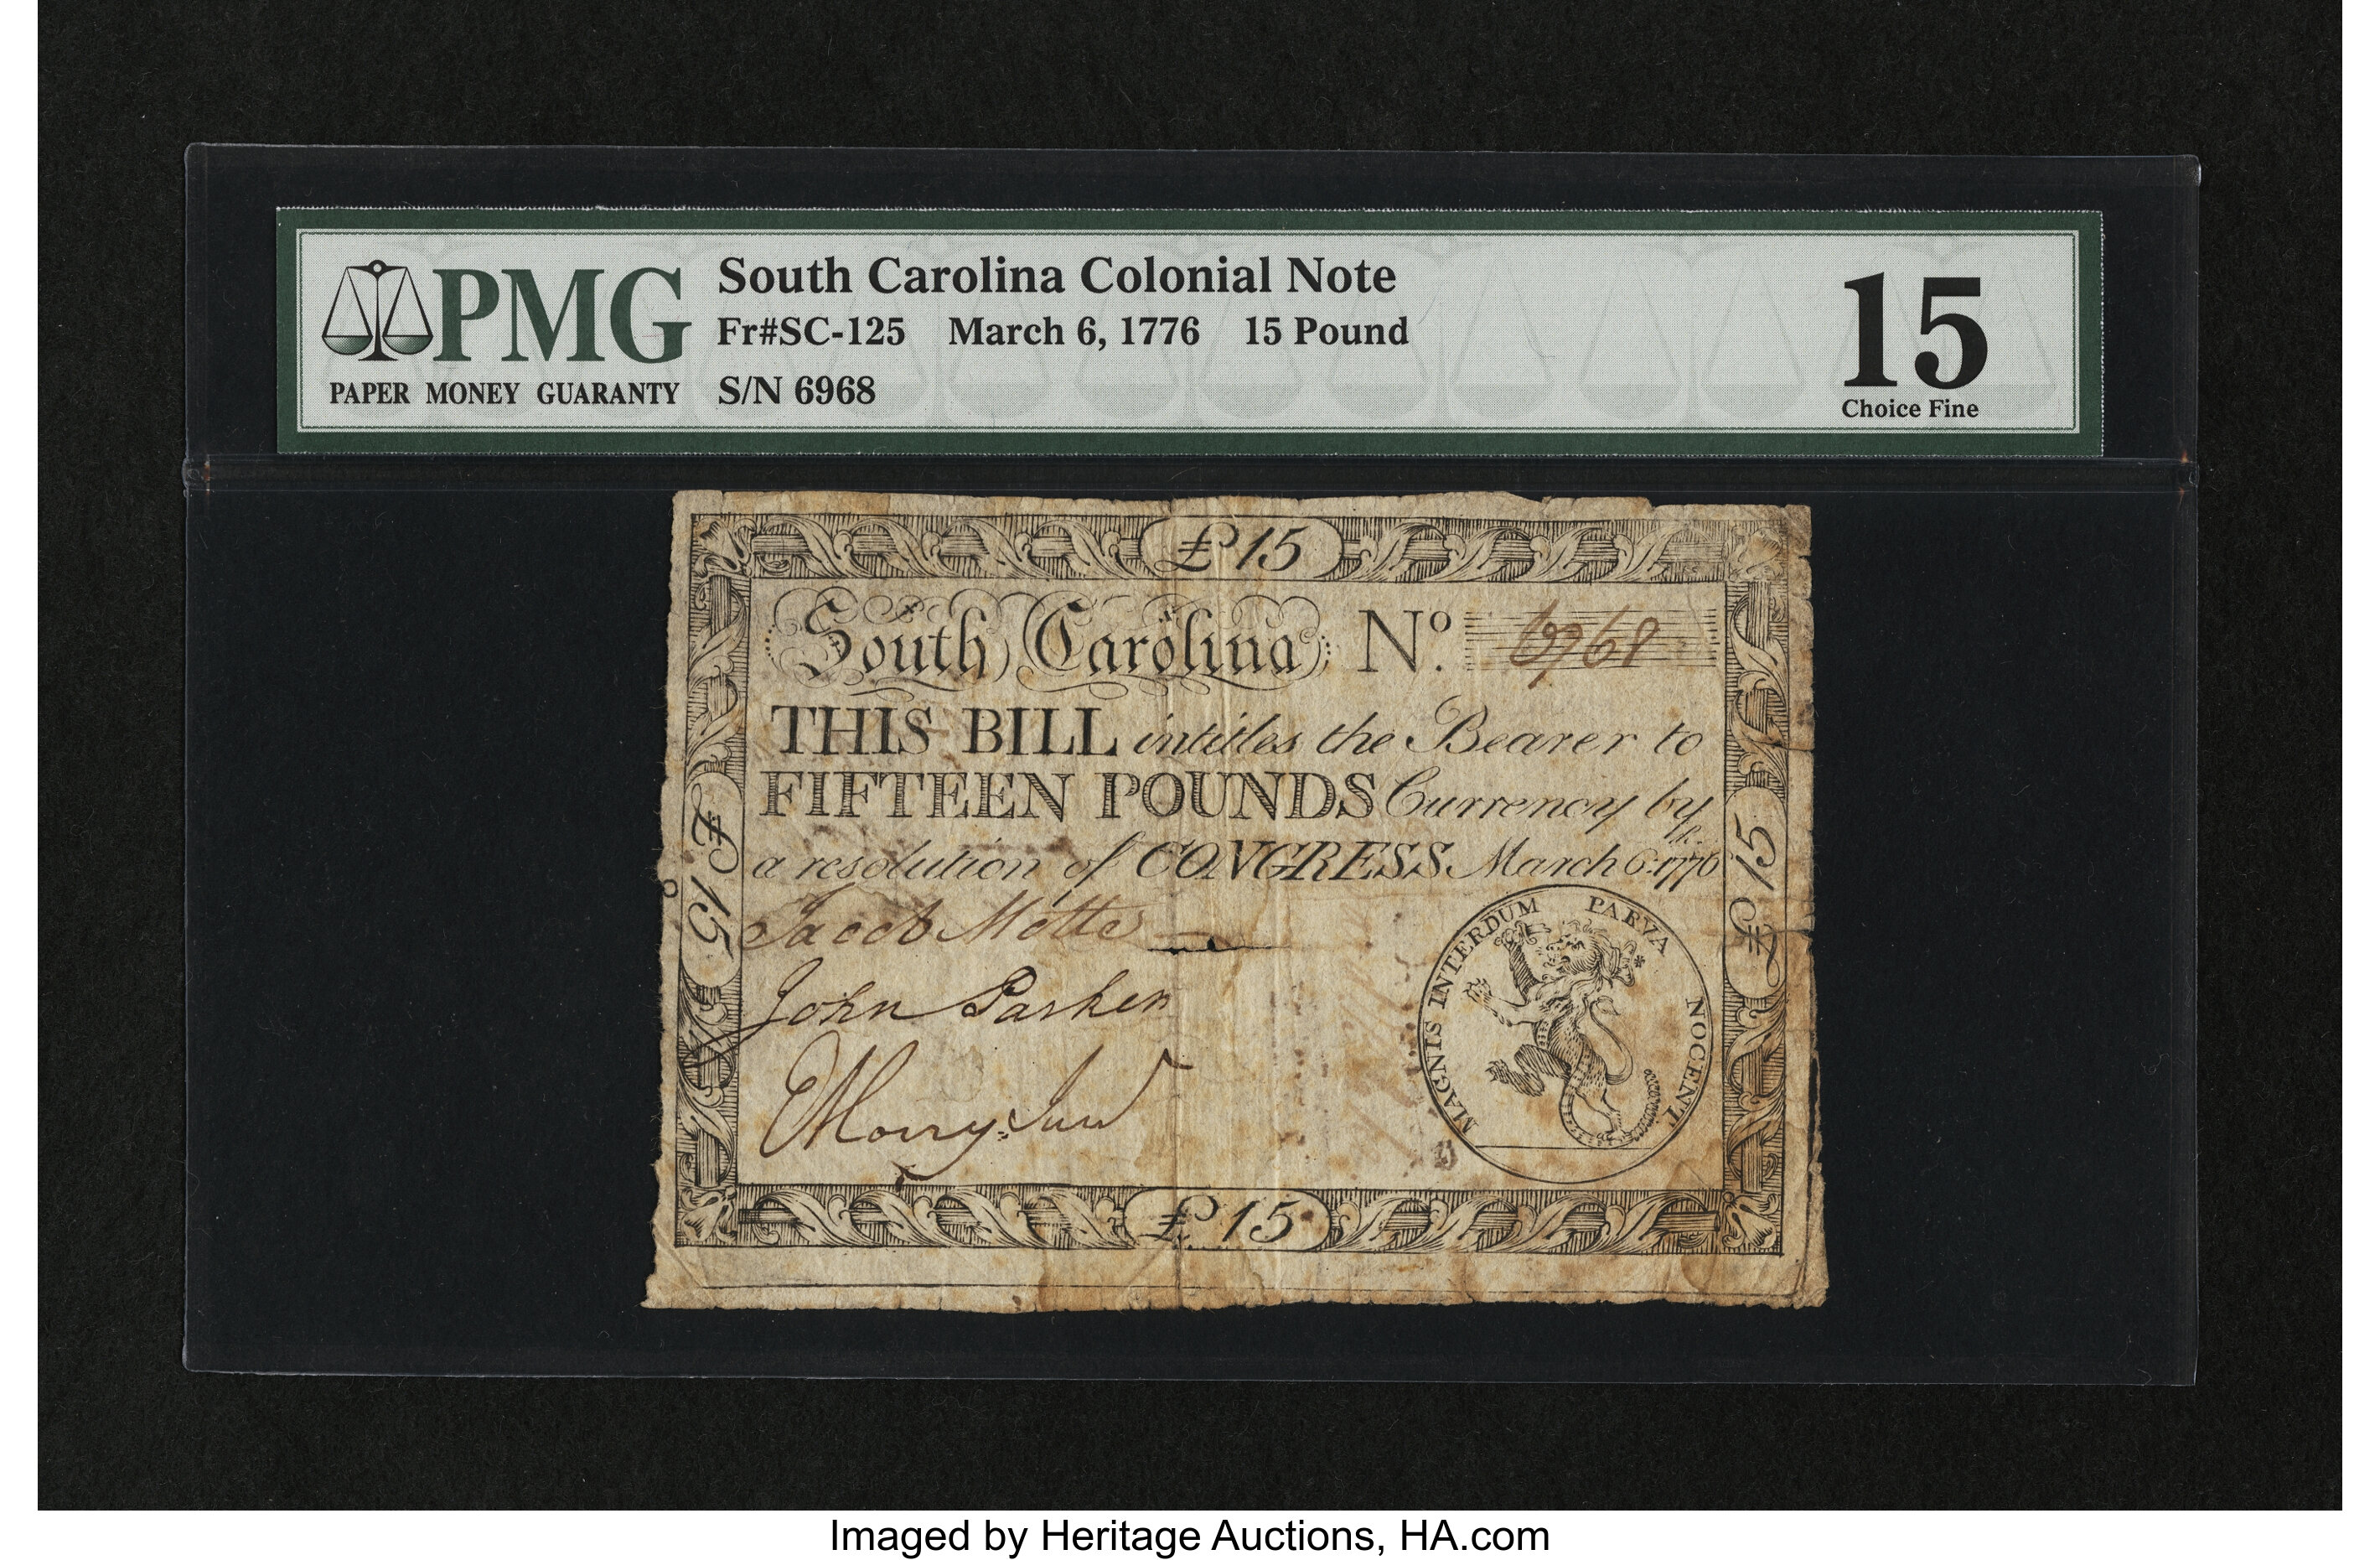 PMG
PAPER MONEY GUARANTY
South Carolina Colonial Note
Fr#SC-125 March 6, 1776 15 Pound
S/N 6968
15
Choice Fine
£15
South Carolina No. 6968
THIS BILL intitles the Bearer to
FIFTEEN POUNDS Currency by
a resolution of CONGRESS March 6.th 1776
£15
£15
Jacob Motte
John Parker
MAGNIS INTERDUM PARVA NOCENT
£15
Imaged by Heritage Auctions, HA.com